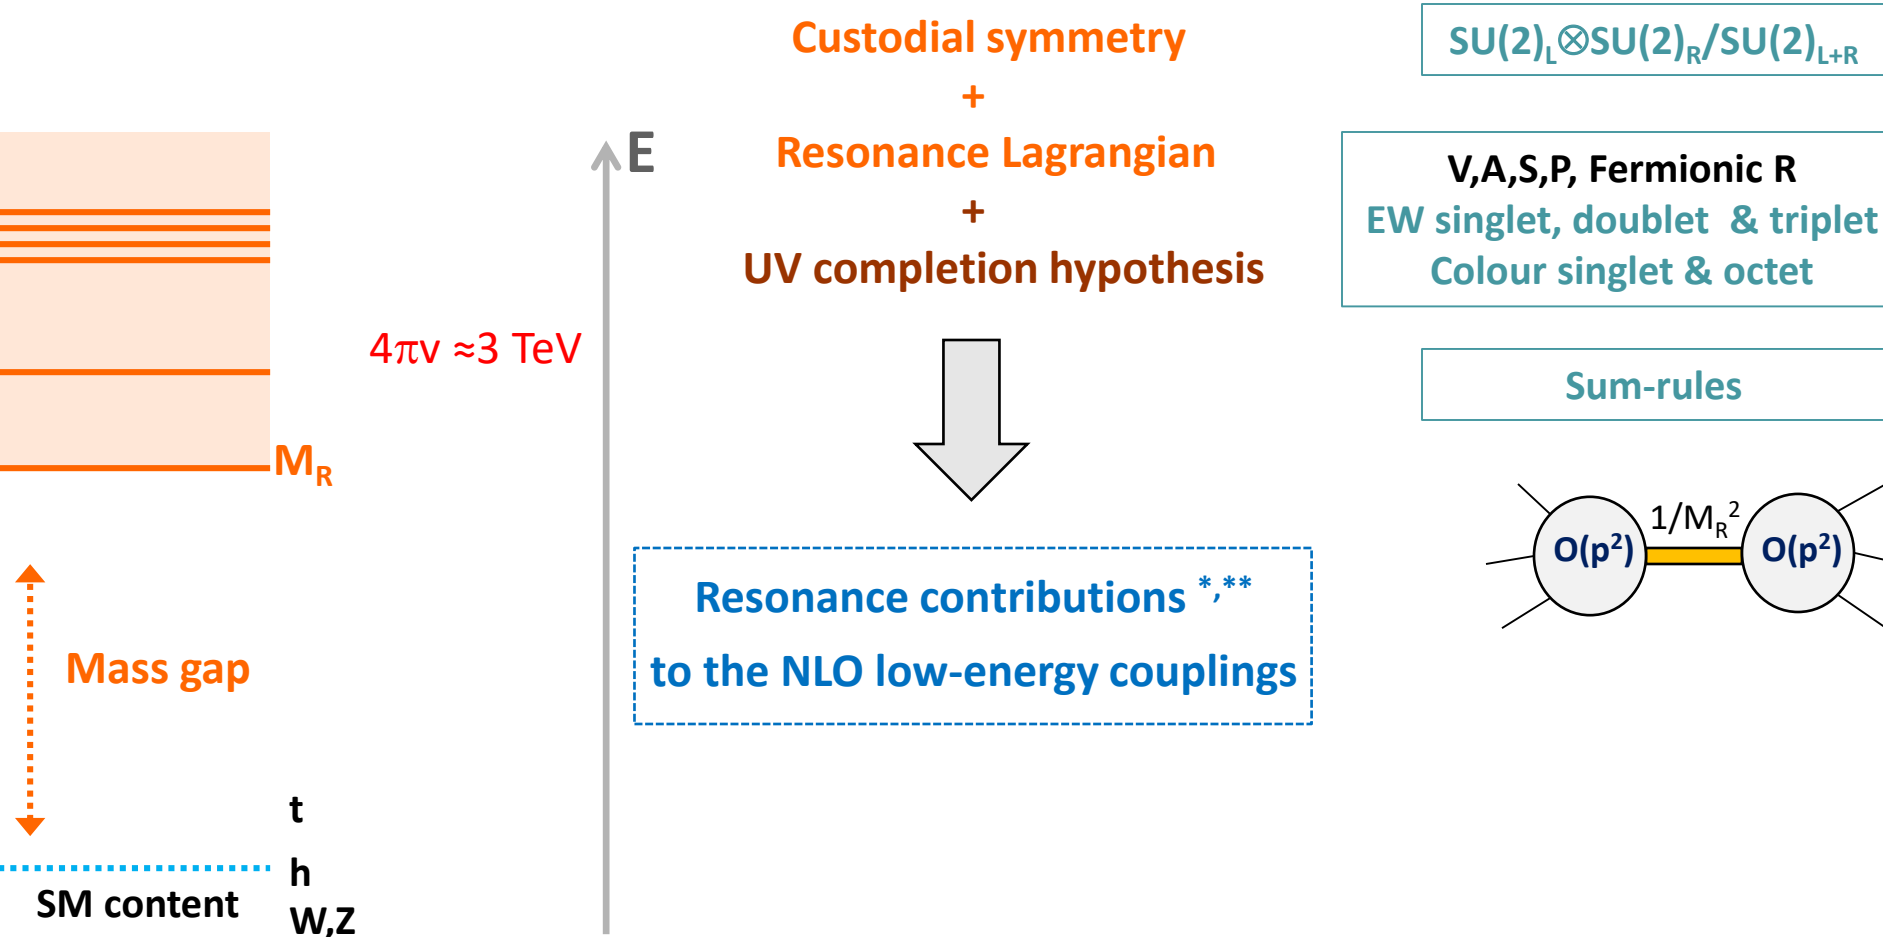 Custodial symmetry
+
Resonance Lagrangian
+
UV completion hypothesis
SU(2)L⊗SU(2)R/SU(2)L+R
V,A,S,P, Fermionic R
EW singlet, doublet & triplet
Colour singlet & octet
Sum-rules
E
4πv ≈3 TeV
MR
Mass gap
t
h
SM content
W,Z
Resonance contributions *,**
to the NLO low-energy couplings
O(p²)
1/MR²
O(p²)